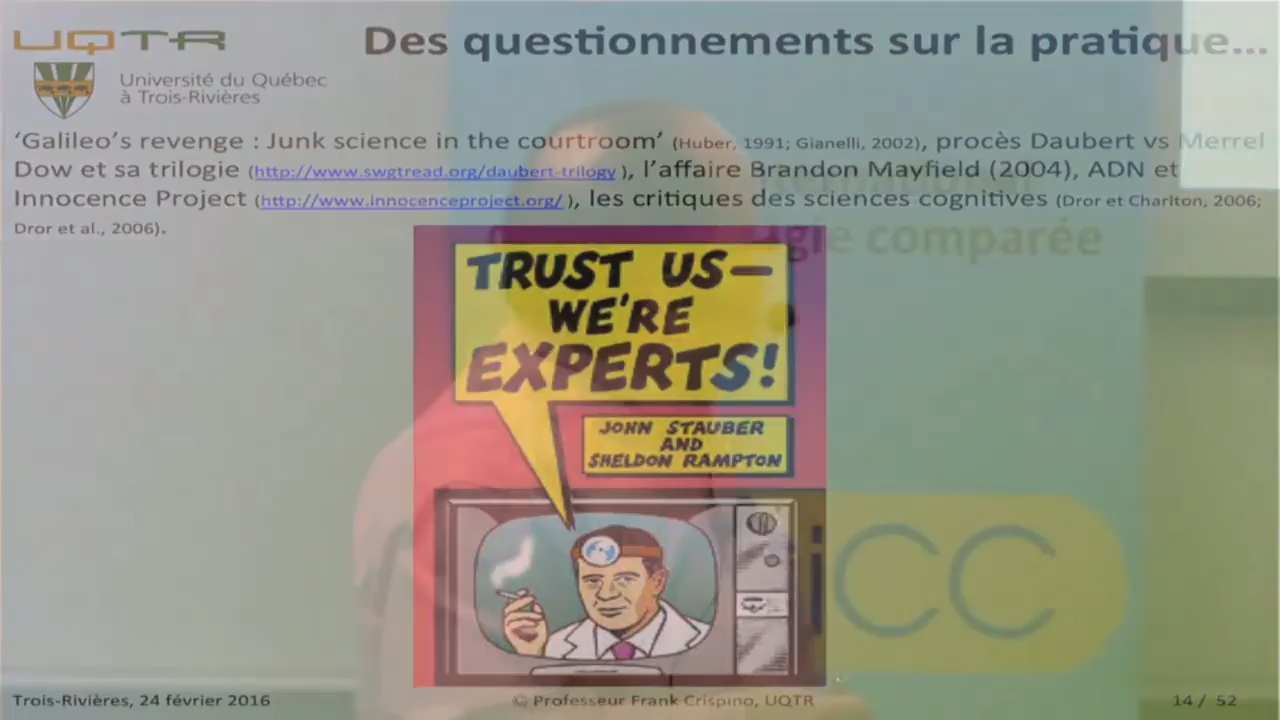 UQTR
Des questionnements sur la pratique...
Université du Québec
à Trois-Rivières
‘Galileo’s revenge : Junk science in the courtroom’ (Huber, 1991; Gianelli, 2002), procès Daubert vs Merrel
Dow et sa trilogie (http://www.swgtread.org/daubert-trilogy ), l’affaire Brandon Mayfield (2004), ADN et
Innocence Project (http://www.innocenceproject.org/ ), les critiques des sciences cognitives (Dror et Charlton, 2006;
Dror et al., 2006).
gie comparée
TRUST US—
WE'RE
EXPERTS!
JOHN STAUBER
AND
SHELDON RAMPTON
iCC
Trois-Rivières, 24 février 2016
© Professeur Frank Crispino, UQTR
14 / 52